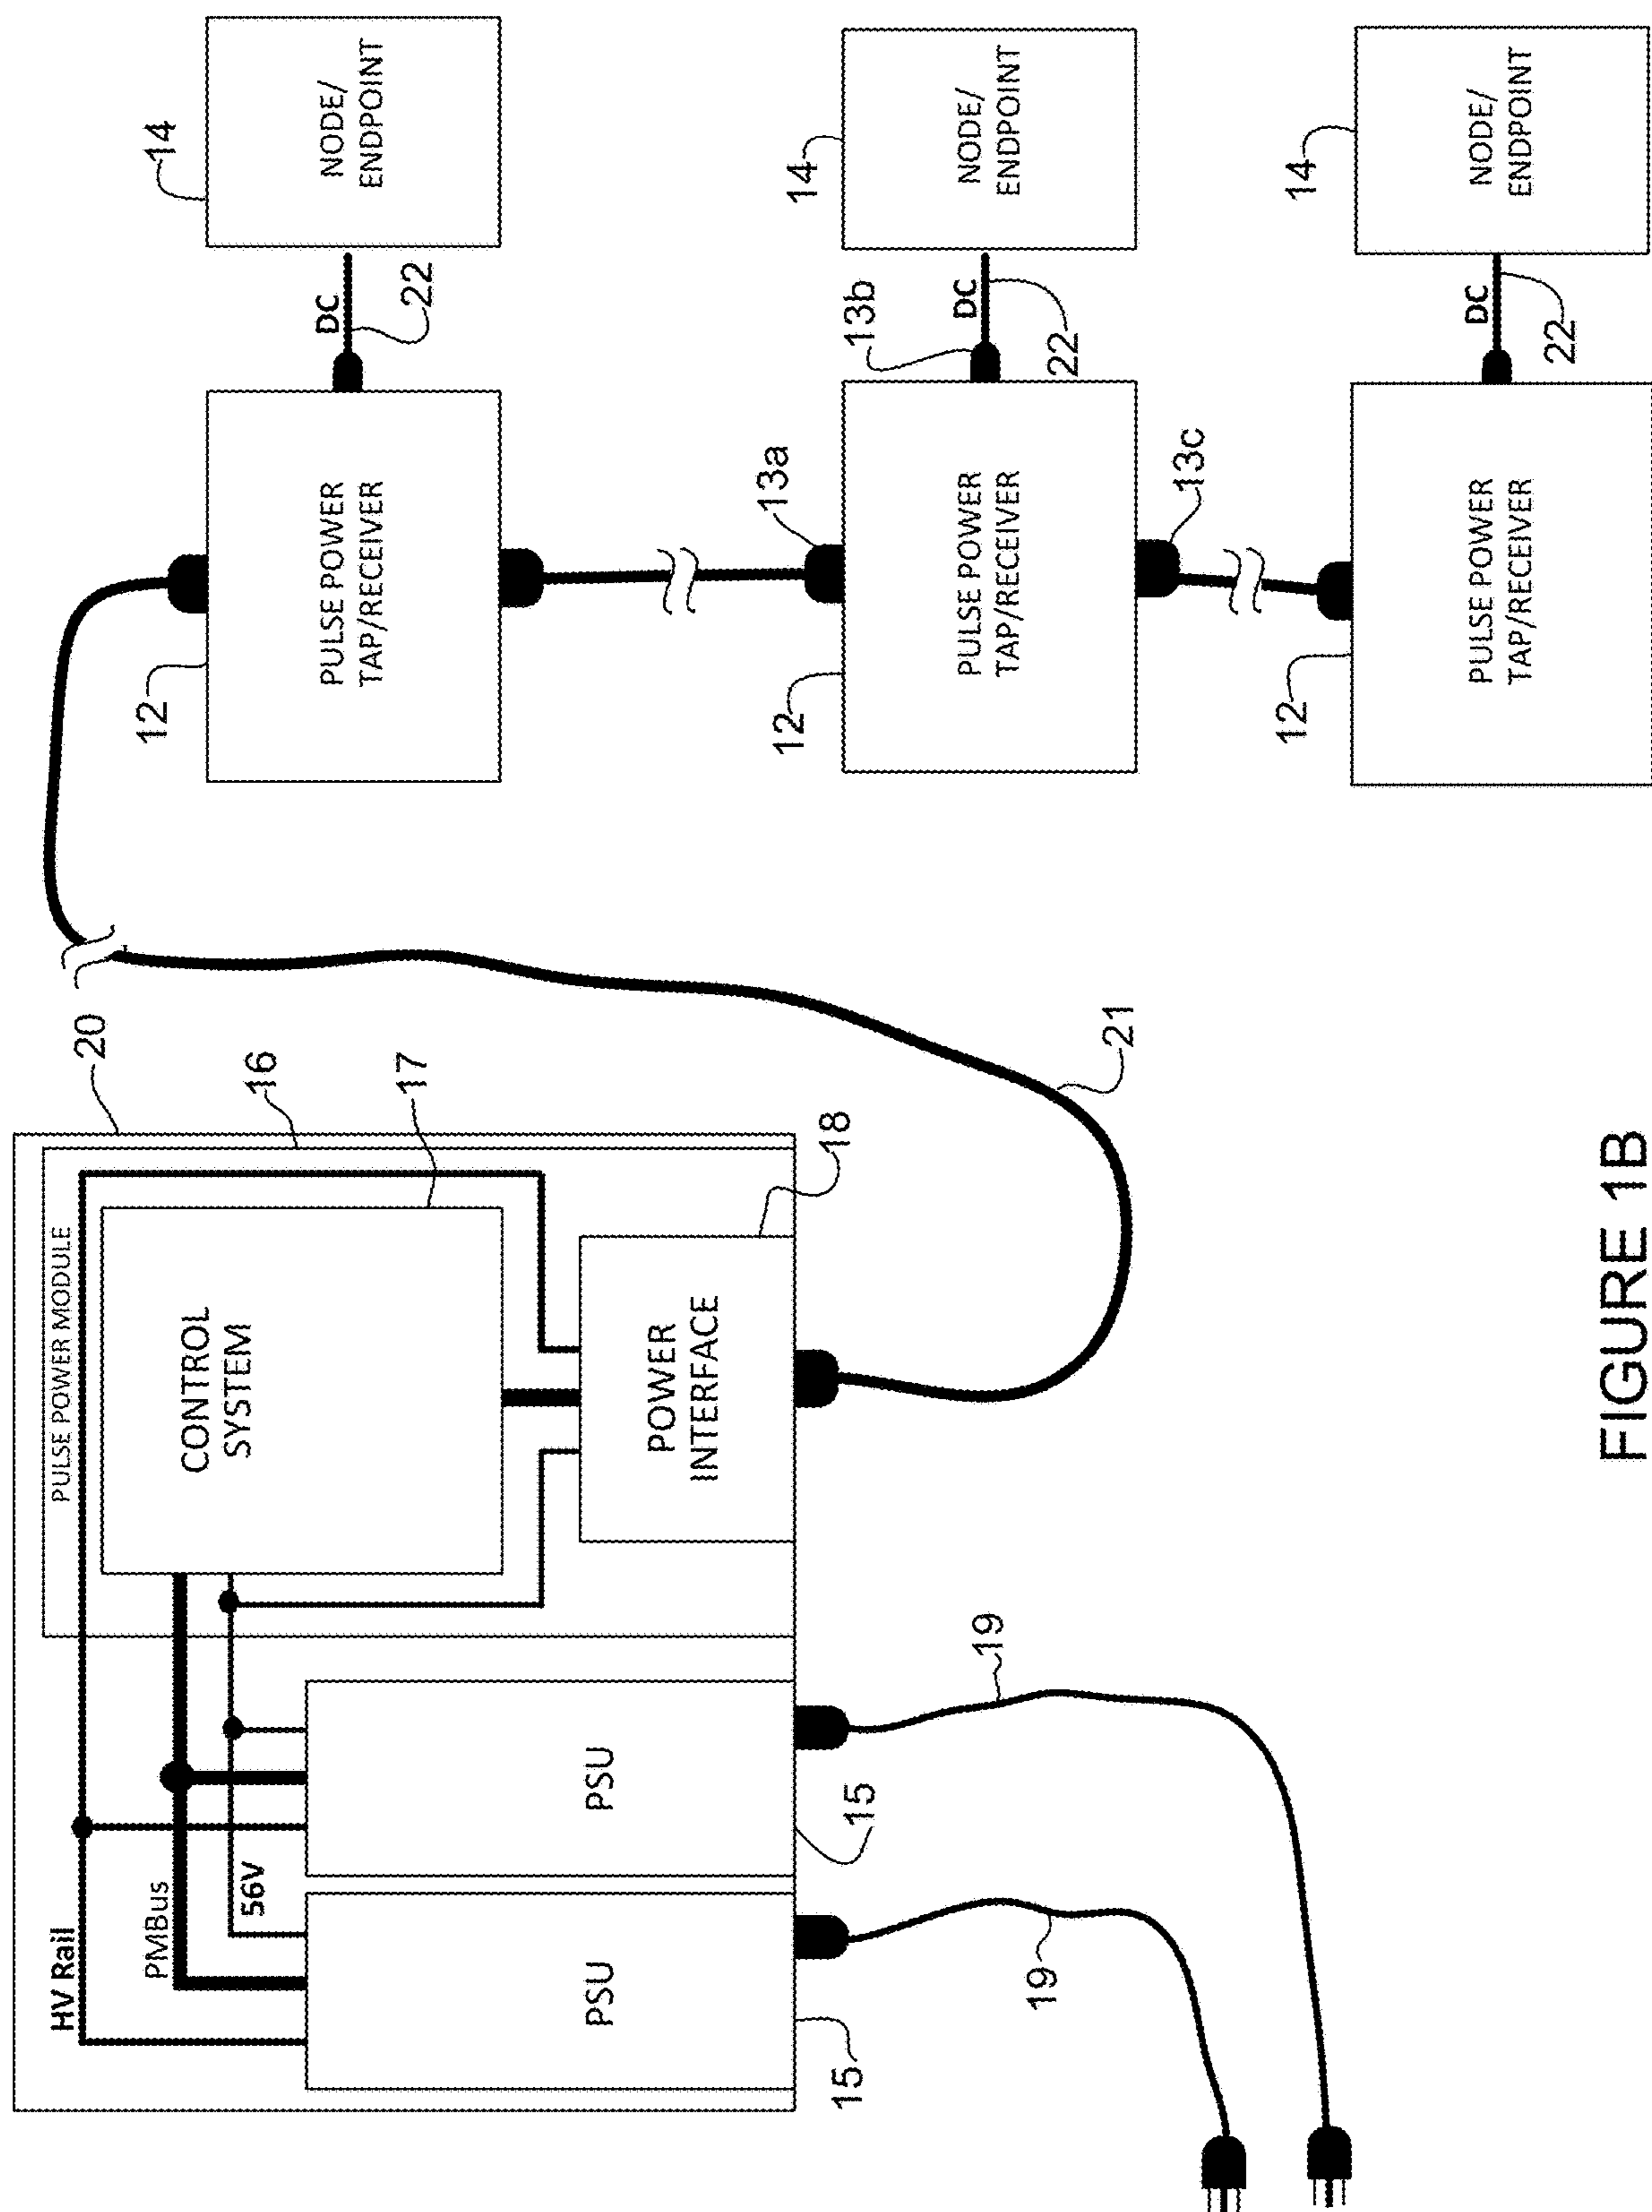 20
16
17
18
PULSE POWER MODULE
CONTROL
SYSTEM
POWER
INTERFACE
HV Rail
PMBus
56V
PSU
PSU
15
15
19
19
21
12
PULSE POWER
TAP/RECEIVER
DC
22
14
NODE/
ENDPOINT
13a
12
PULSE POWER
TAP/RECEIVER
13b
DC
22
14
NODE/
ENDPOINT
13c
12
PULSE POWER
TAP/RECEIVER
DC
22
14
NODE/
ENDPOINT
FIGURE 1B